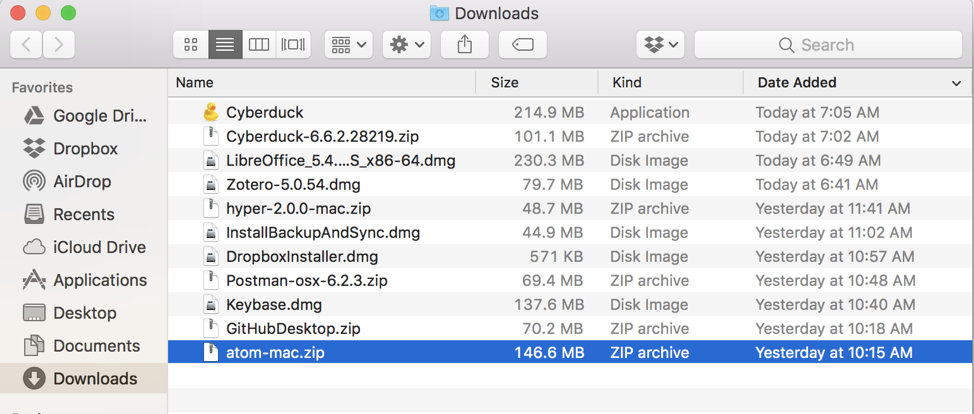 Downloads
Search
Favorites
Google Dri...
Dropbox
AirDrop
Recents
iCloud Drive
Applications
Desktop
Documents
Downloads
Name Size Kind Date Added
Cyberduck 214.9 MB Application Today at 7:05 AM
Cyberduck-6.6.2.28219.zip 101.1 MB ZIP archive Today at 7:02 AM
LibreOffice_5.4....S_x86-64.dmg 230.3 MB Disk Image Today at 6:49 AM
Zotero-5.0.54.dmg 79.7 MB Disk Image Today at 6:41 AM
hyper-2.0.0-mac.zip 48.7 MB ZIP archive Yesterday at 11:41 AM
InstallBackupAndSync.dmg 44.9 MB Disk Image Yesterday at 11:02 AM
DropboxInstaller.dmg 571 KB Disk Image Yesterday at 10:57 AM
Postman-osx-6.2.3.zip 69.4 MB ZIP archive Yesterday at 10:48 AM
Keybase.dmg 137.6 MB Disk Image Yesterday at 10:40 AM
GitHubDesktop.zip 70.2 MB ZIP archive Yesterday at 10:18 AM
atom-mac.zip 146.6 MB ZIP archive Yesterday at 10:15 AM